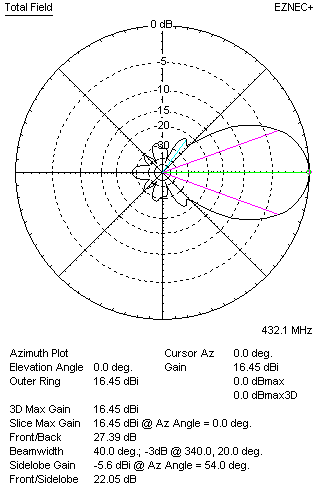 Total Field EZNEC+
0 dB
-5
-10
-15
-20
-30
432.1 MHz
Azimuth Plot Cursor Az 0.0 deg.
Elevation Angle 0.0 deg. Gain 16.45 dBi
Outer Ring 16.45 dBi 0.0 dBmax
0.0 dBmax3D
3D Max Gain 16.45 dBi
Slice Max Gain 16.45 dBi @ Az Angle = 0.0 deg.
Front/Back 27.39 dB
Beamwidth 40.0 deg.; -3dB @ 340.0, 20.0 deg.
Sidelobe Gain -5.6 dBi @ Az Angle = 54.0 deg.
Front/Sidelobe 22.05 dB